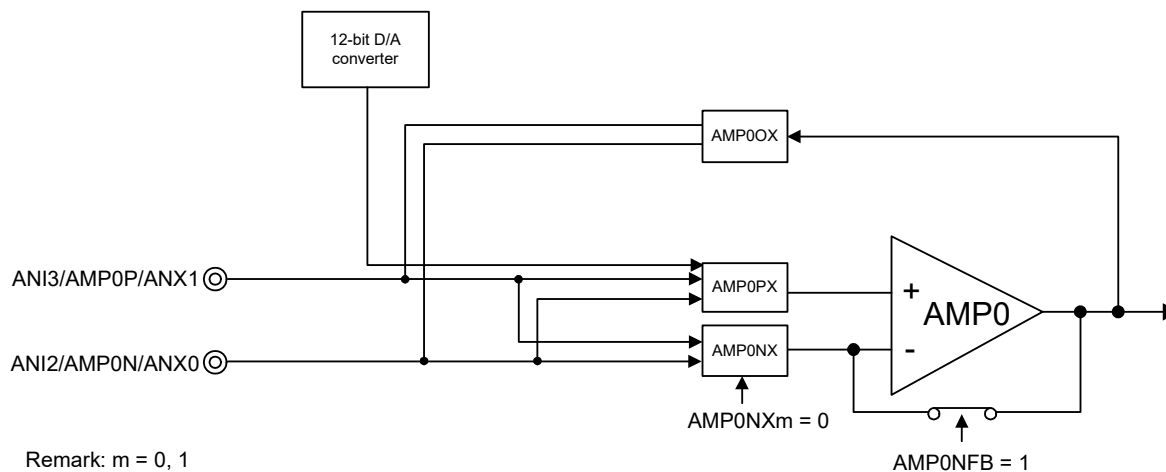 12-bit D/A
converter
AMP0OX
ANI3/AMP0P/ANX1
AMP0PX
+
AMP0
-
ANI2/AMP0N/ANX0
AMP0NX
AMP0NXm = 0
Remark: m = 0, 1
AMP0NFB = 1